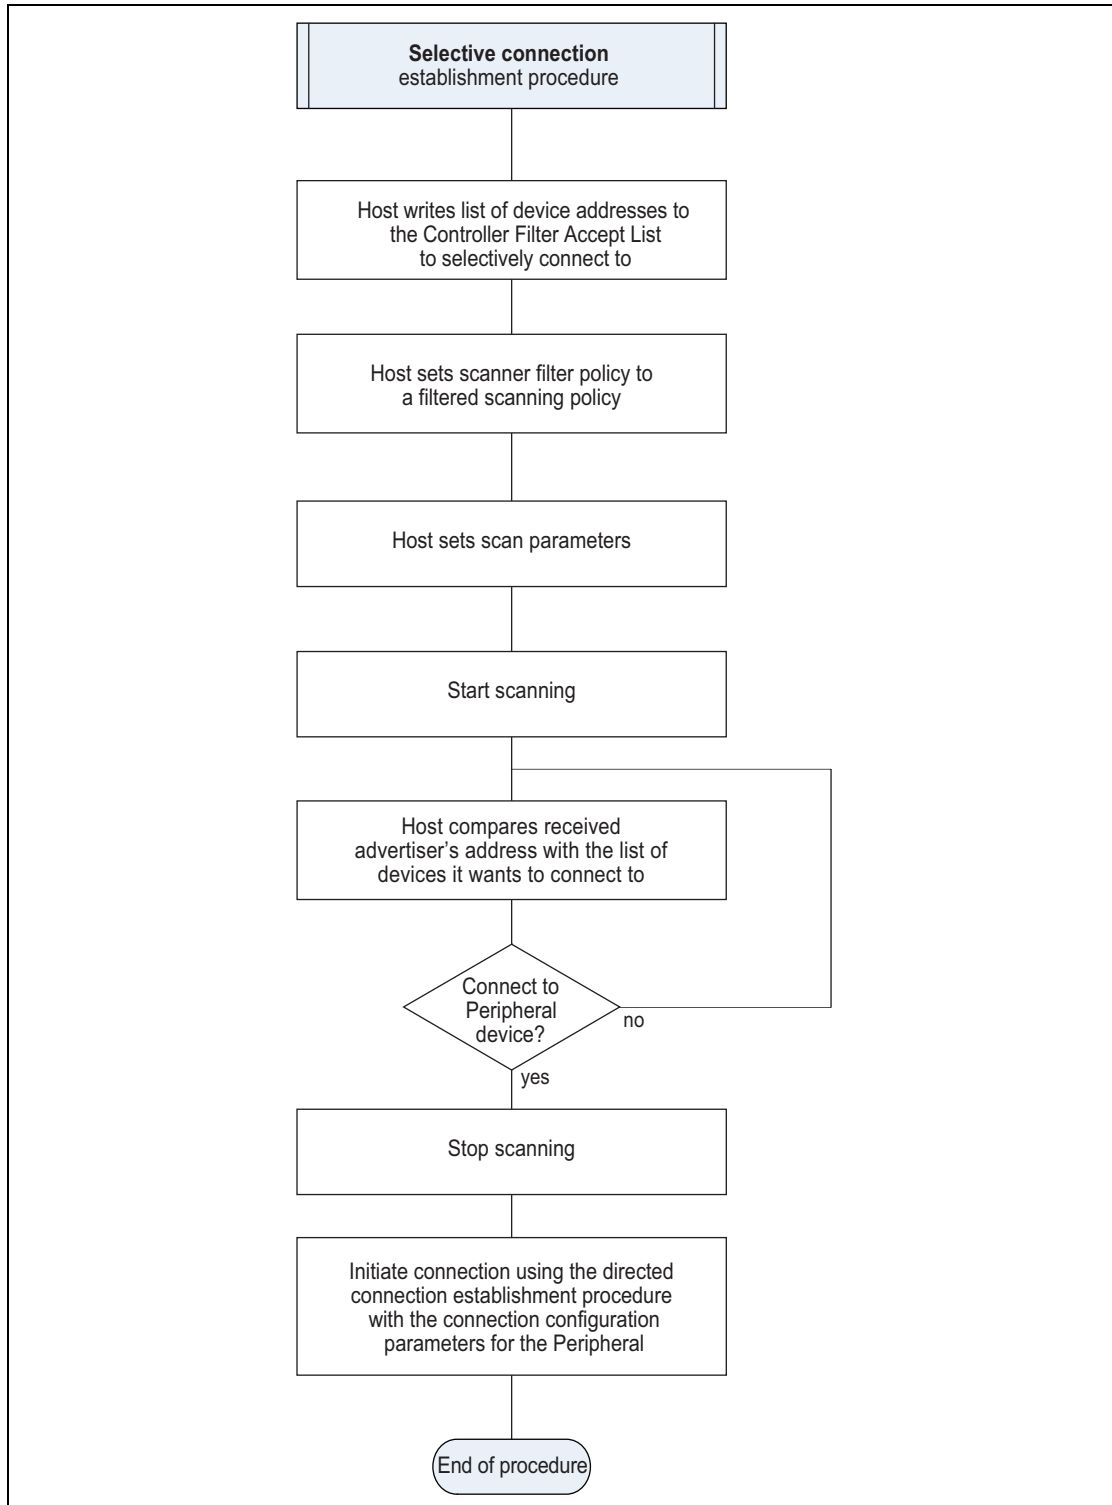 Selective connection
establishment procedure
Host writes list of device addresses to
the Controller Filter Accept List
to selectively connect to
Host sets scanner filter policy to
a filtered scanning policy
Host sets scan parameters
Start scanning
Host compares received
advertiser’s address with the list of
devices it wants to connect to
Connect to
Peripheral
device?
no
yes
Stop scanning
Initiate connection using the directed
connection establishment procedure
with the connection configuration
parameters for the Peripheral
End of procedure